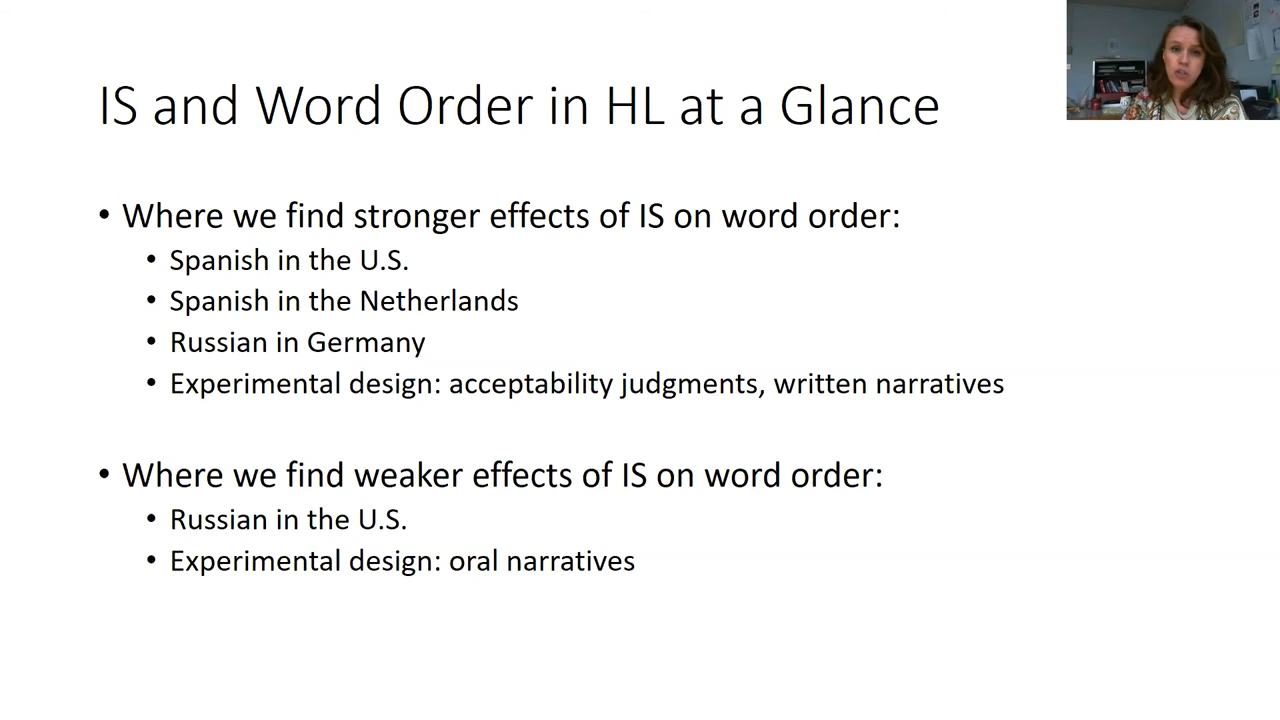 IS and Word Order in HL at a Glance
• Where we find stronger effects of IS on word order:
• Spanish in the U.S.
• Spanish in the Netherlands
• Russian in Germany
• Experimental design: acceptability judgments, written narratives
• Where we find weaker effects of IS on word order:
• Russian in the U.S.
• Experimental design: oral narratives